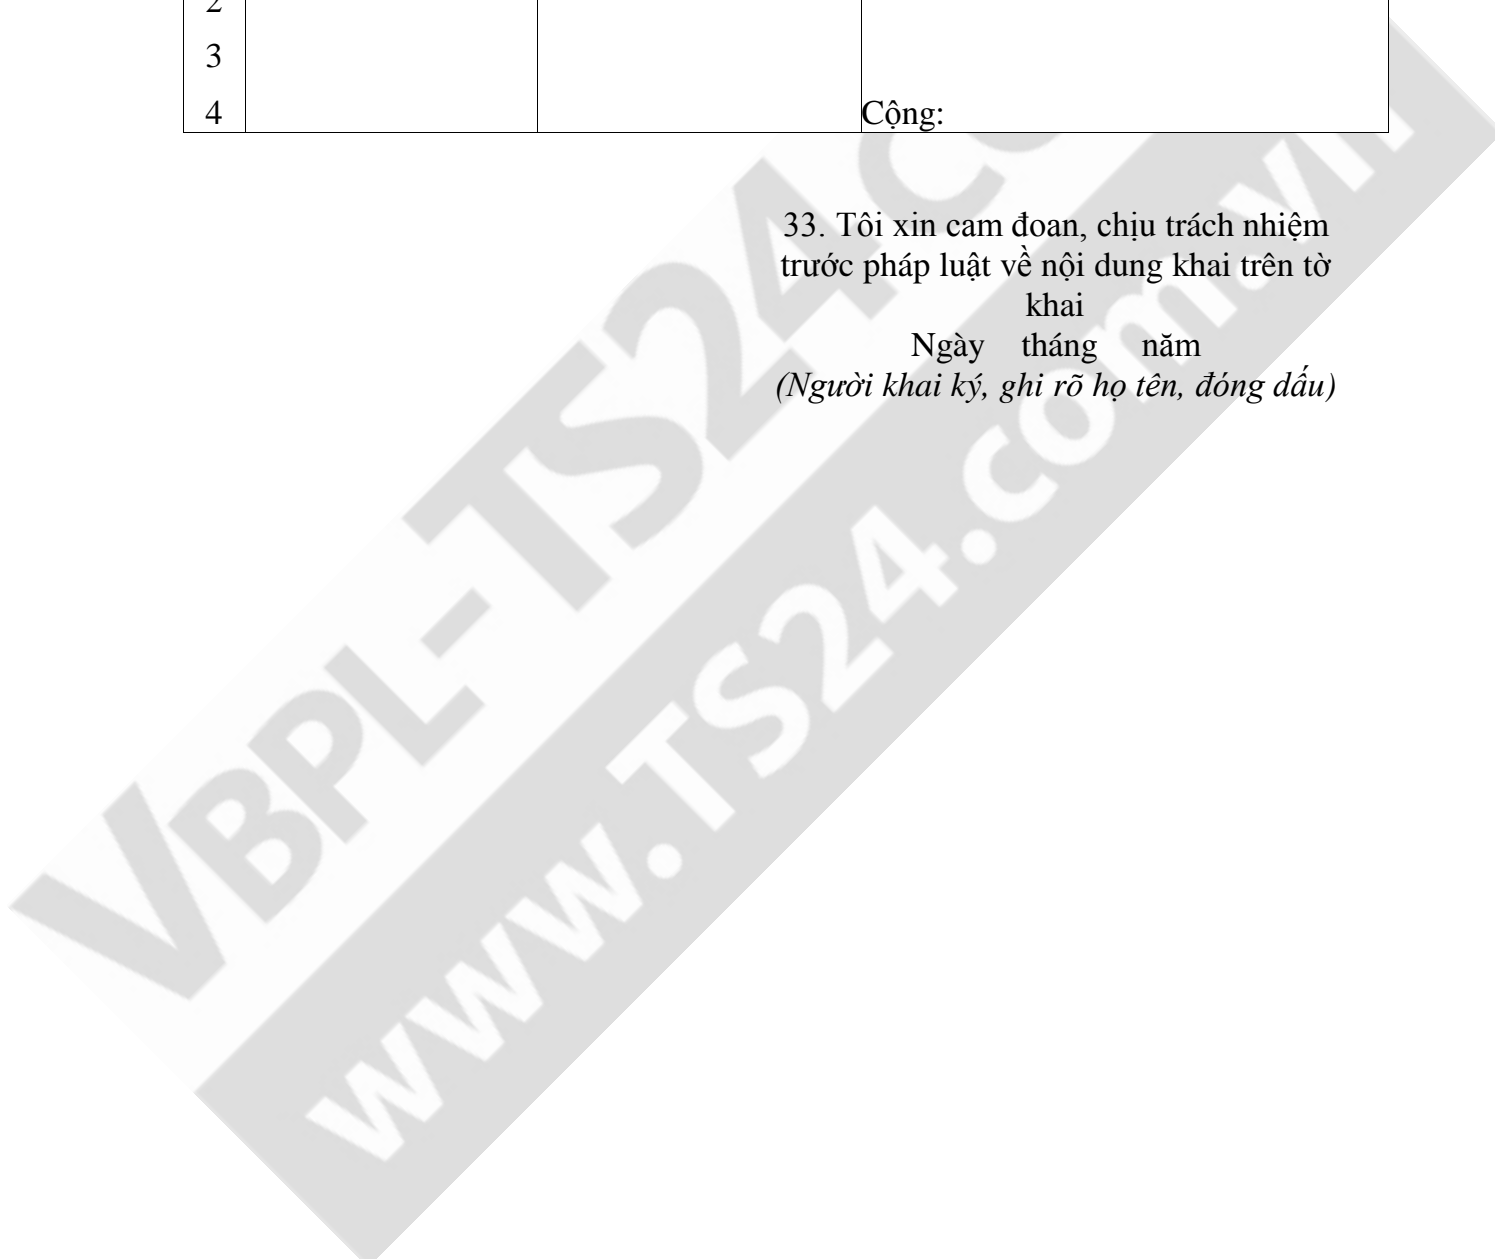 2
3
4 Cộng:
33. Tôi xin cam đoan, chịu trách nhiệm
trước pháp luật về nội dung khai trên tờ
khai
Ngày tháng năm
(Người khai ký, ghi rõ họ tên, đóng dấu)
VBPL-TS24.co
www.TS24.com.vn